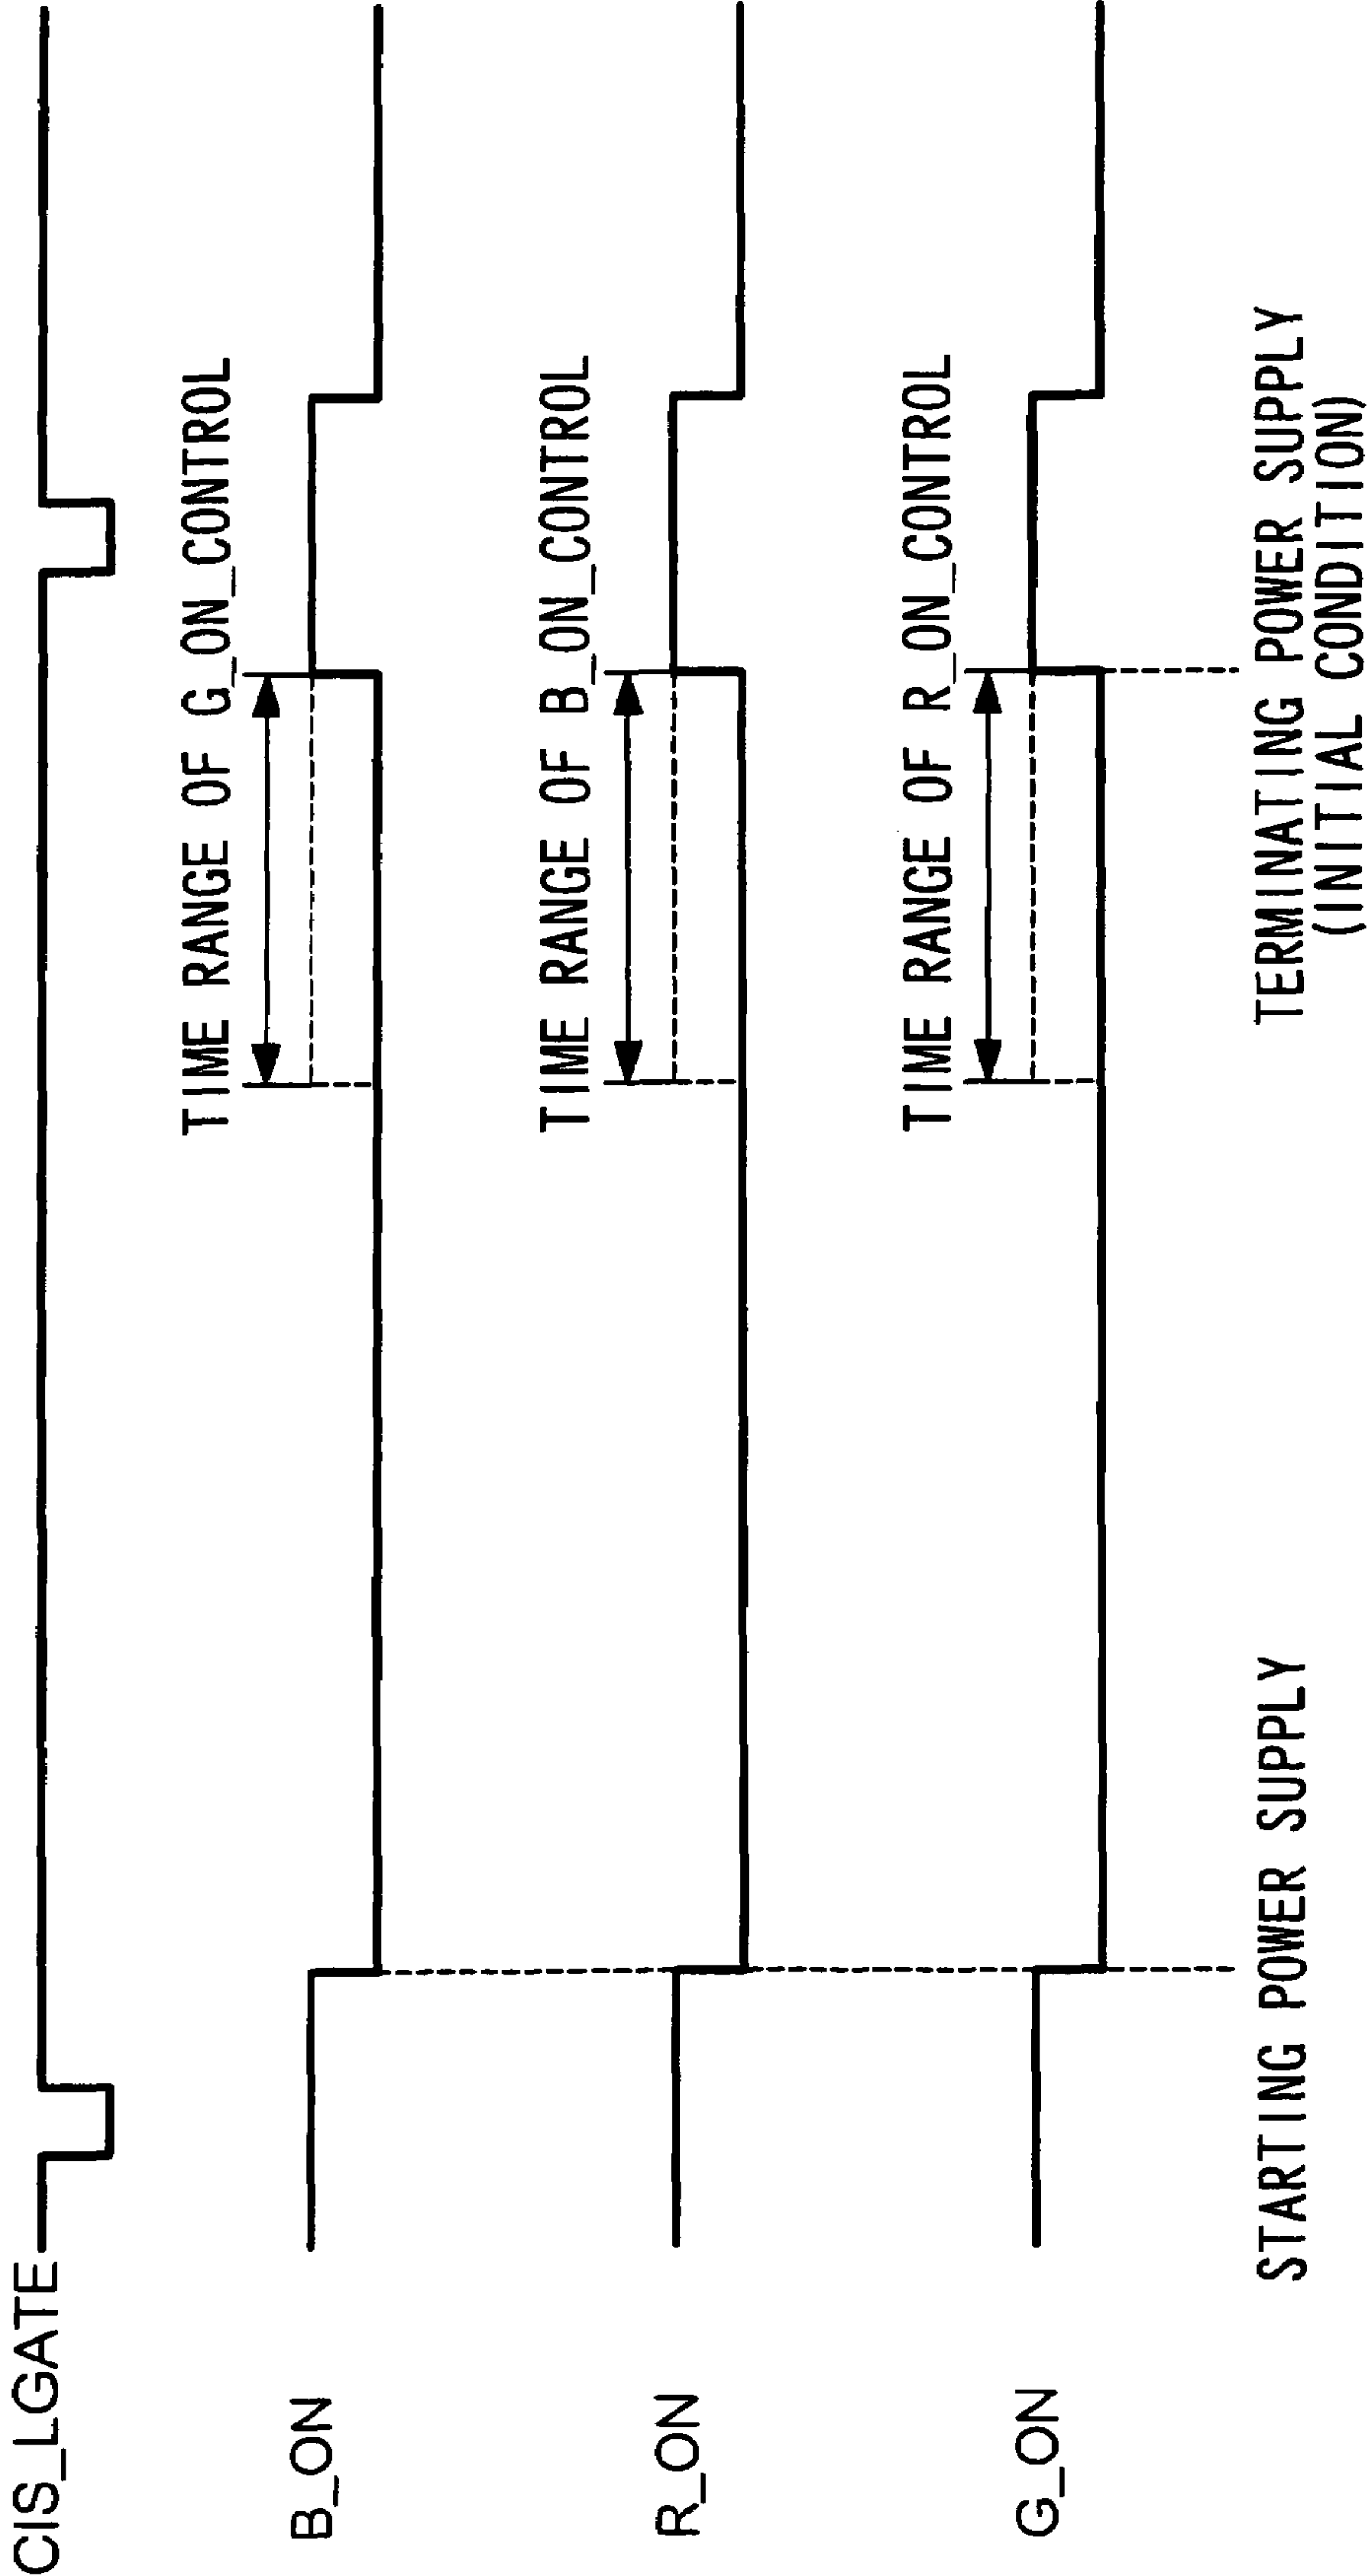 CIS_LGATE
TIME RANGE OF G_ON_CONTROL
B_ON
TIME RANGE OF B_ON_CONTROL
R_ON
TIME RANGE OF R_ON_CONTROL
G_ON
STARTING POWER SUPPLY
TERMINATING POWER SUPPLY
(INITIAL CONDITION)